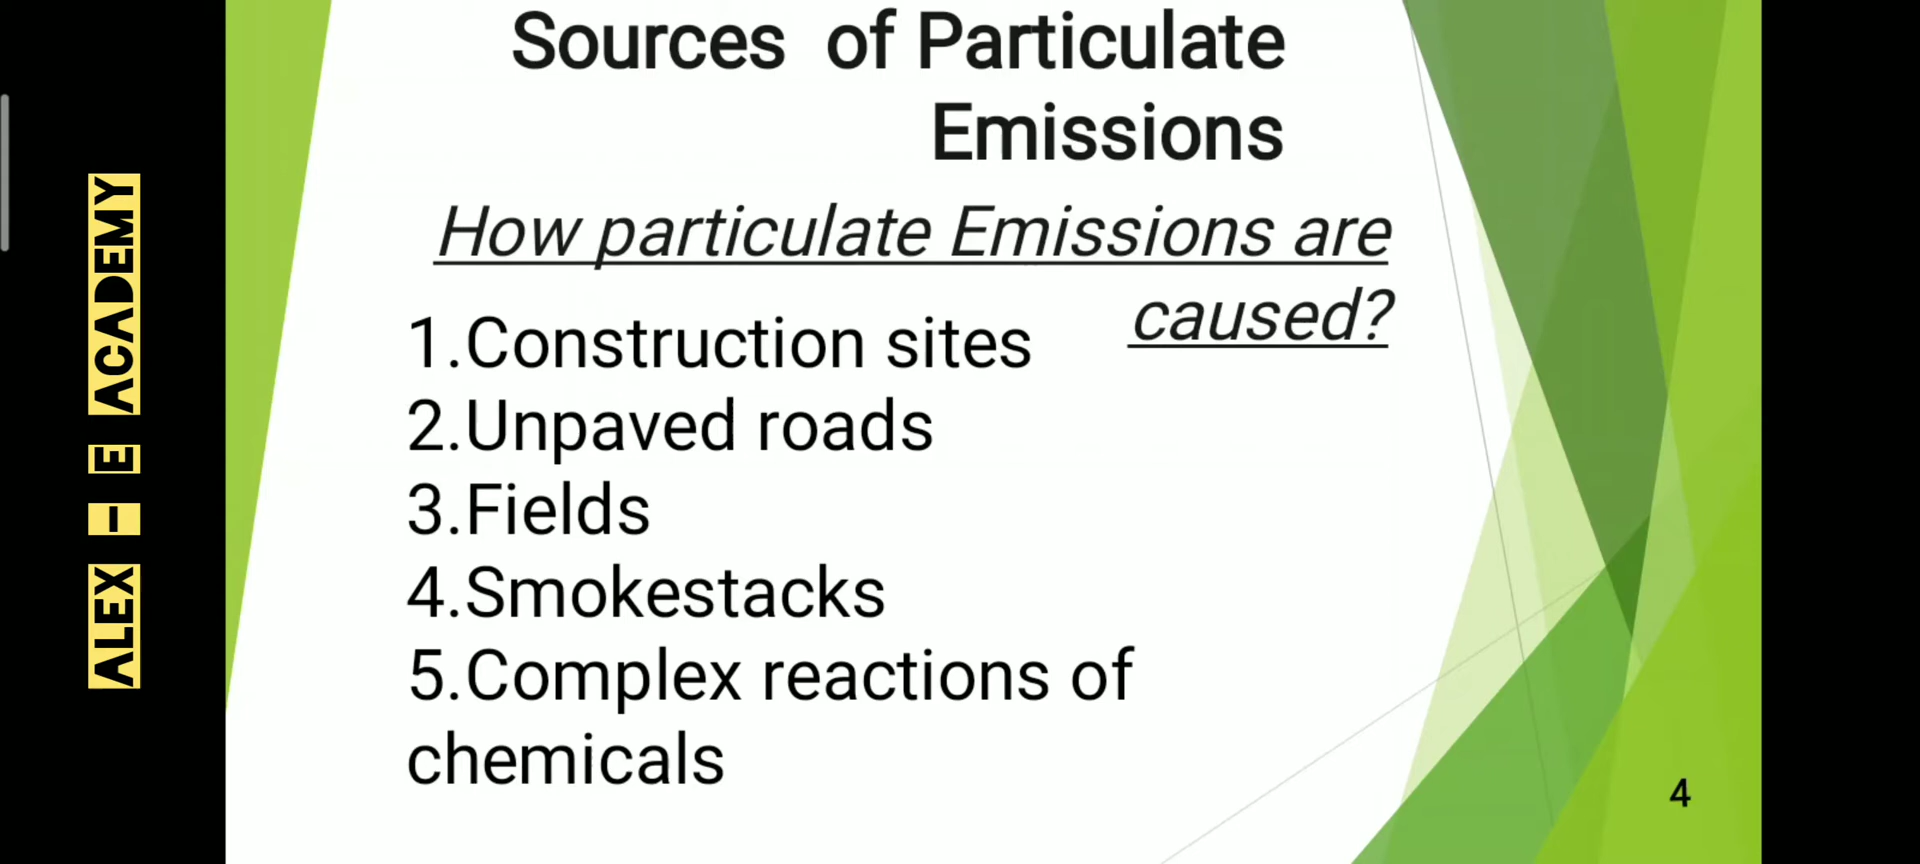 Sources of Particulate
Emissions
How particulate Emissions are
caused?
1.Construction sites
2.Unpaved roads
3.Fields
4.Smokestacks
5.Complex reactions of
chemicals
4
ALEX - E ACADEMY